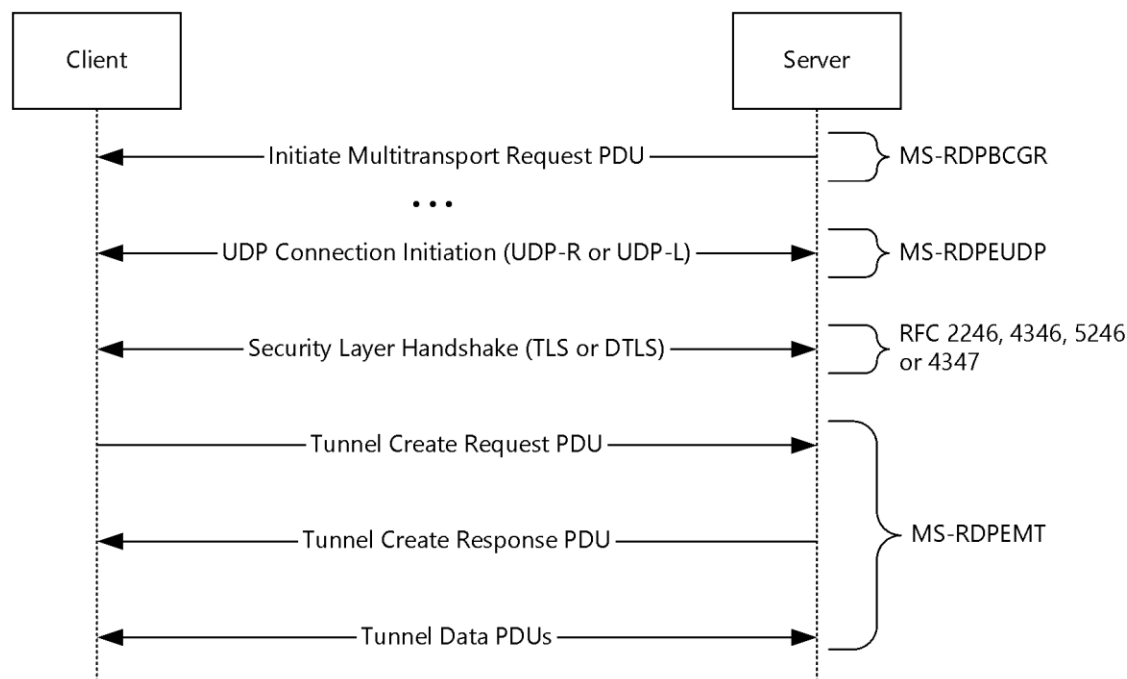 Client
Server
Initiate Multitransport Request PDU
MS-RDPBCGR
...
UDP Connection Initiation (UDP-R or UDP-L)
MS-RDPEUDP
Security Layer Handshake (TLS or DTLS)
RFC 2246, 4346, 5246
or 4347
Tunnel Create Request PDU
Tunnel Create Response PDU
MS-RDPEMT
Tunnel Data PDUs